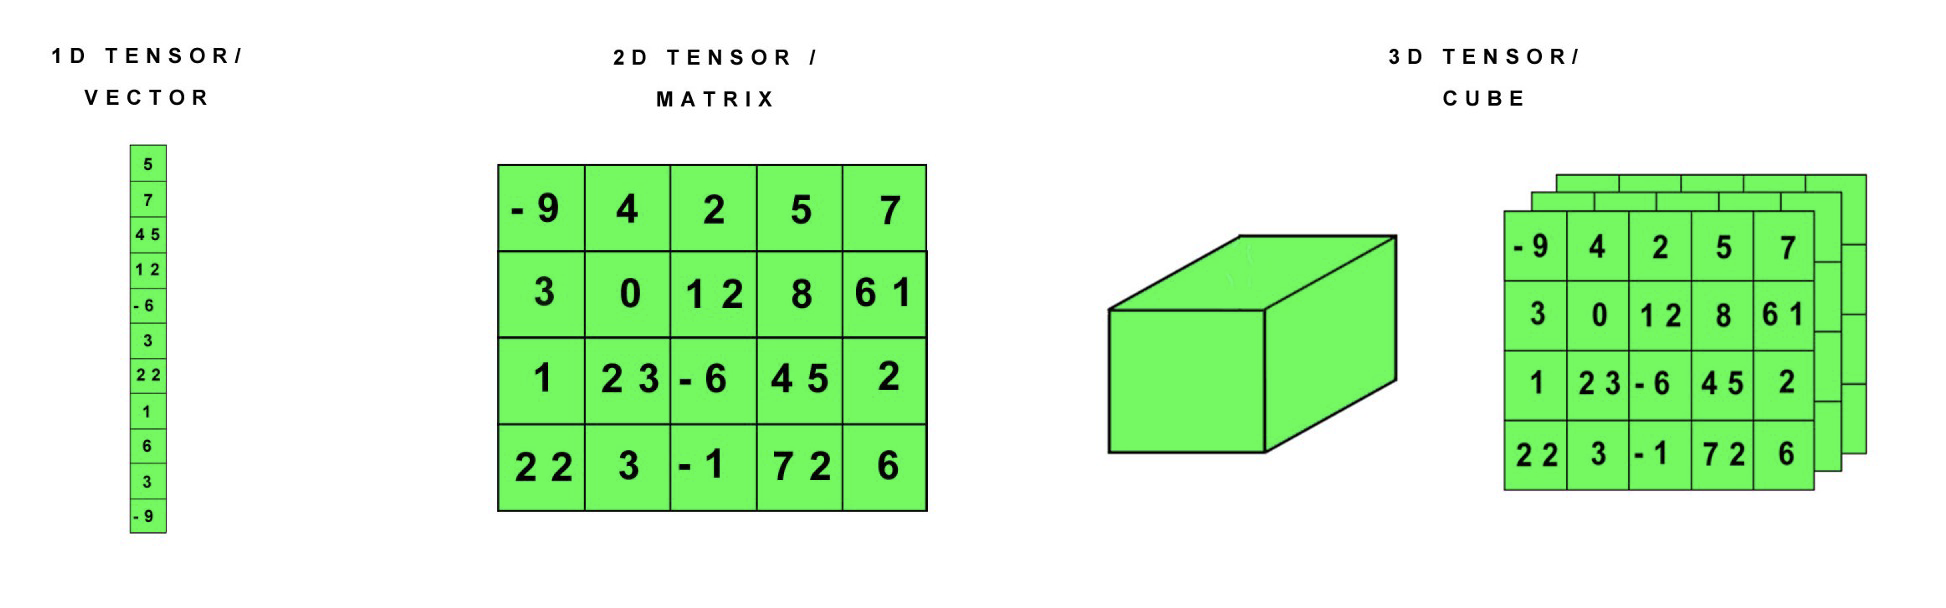 1D TENSOR/
VECTOR
5
7
45
12
-6
3
22
1
6
3
-9
2D TENSOR /
MATRIX
-9 4 2 5 7
3 0 12 8 61
1 23 -6 45 2
22 3 -1 72 6
3D TENSOR/
CUBE
-9 4 2 5 7
3 0 12 8 61
1 23 -6 45 2
22 3 -1 72 6